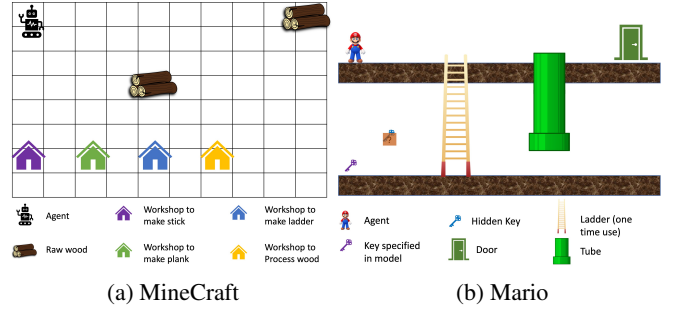 Agent
Workshop to
make stick
Workshop to
make ladder
Raw wood
Workshop to
make plank
Workshop to
Process wood
(a) MineCraft
Agent
Hidden Key
Ladder (one
time use)
Key specified
in model
Door
Tube
(b) Mario